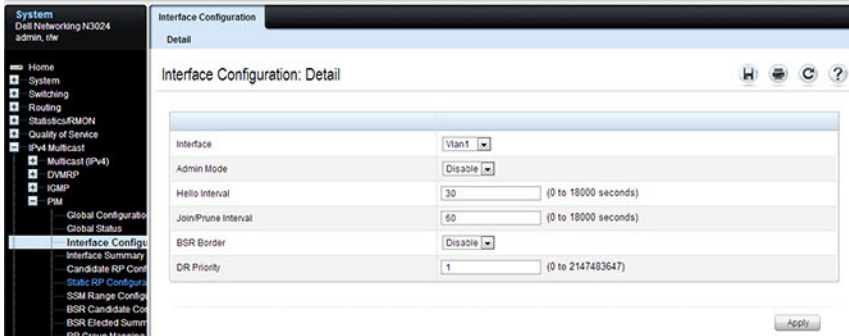 System
Dell Networking N3024
admin, r/w
Home
System
Switching
Routing
Statistics/RMON
Quality of Service
IPv4 Multicast
Multicast (IPv4)
DVMRP
IGMP
PIM
Global Configuratio
Global Status
Interface Configu
Interface Summary
Candidate RP Conf
Static RP Configura
SSM Range Configu
BSR Candidate Con
BSR Elected Summ
RP Group Mapping
Interface Configuration
Detail
Interface Configuration: Detail
Interface Vlan1
Admin Mode Disable
Hello Interval 30 (0 to 18000 seconds)
Join/Prune Interval 60 (0 to 18000 seconds)
BSR Border Disable
DR Priority 1 (0 to 2147483647)
Apply